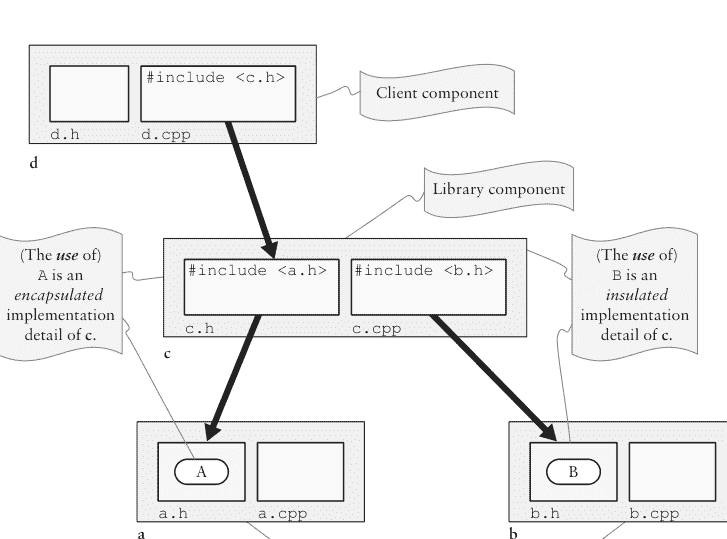 #include <c.h>
Client component
d.h
d.cpp
d
Library component
(The use of)
A is an
encapsulated
implementation
detail of c.
#include <a.h>
#include <b.h>
(The use of)
B is an
insulated
implementation
detail of c.
c.h
c.cpp
c
A
B
a.h
a.cpp
b.h
b.cpp
a
b